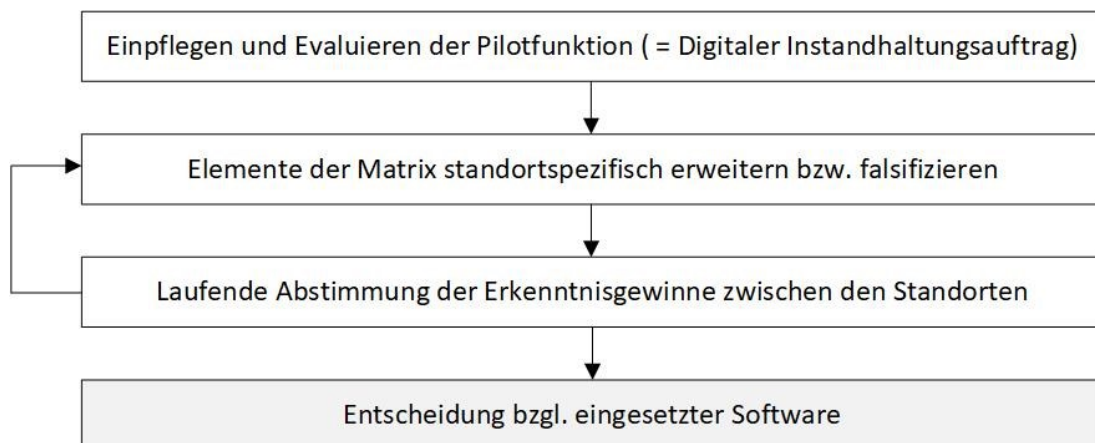 Einpflegen und Evaluieren der Pilotfunktion ( = Digitaler Instandhaltungsauftrag)
Elemente der Matrix standortspezifisch erweitern bzw. falsifizieren
Laufende Abstimmung der Erkenntnisgewinne zwischen den Standorten
Entscheidung bzgl. eingesetzter Software